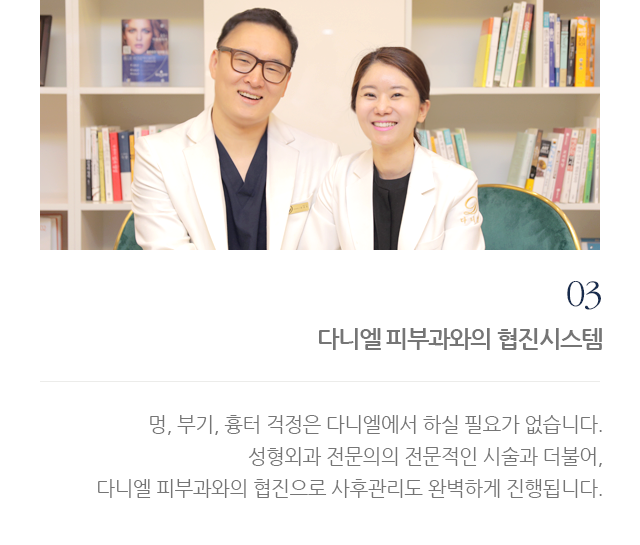 03
다니엘 피부과와의 협진시스템
멍, 부기, 흉터 걱정은 다니엘에서 하실 필요가 없습니다.
성형외과 전문의의 전문적인 시술과 더불어,
다니엘 피부과와의 협진으로 사후관리도 완벽하게 진행됩니다.